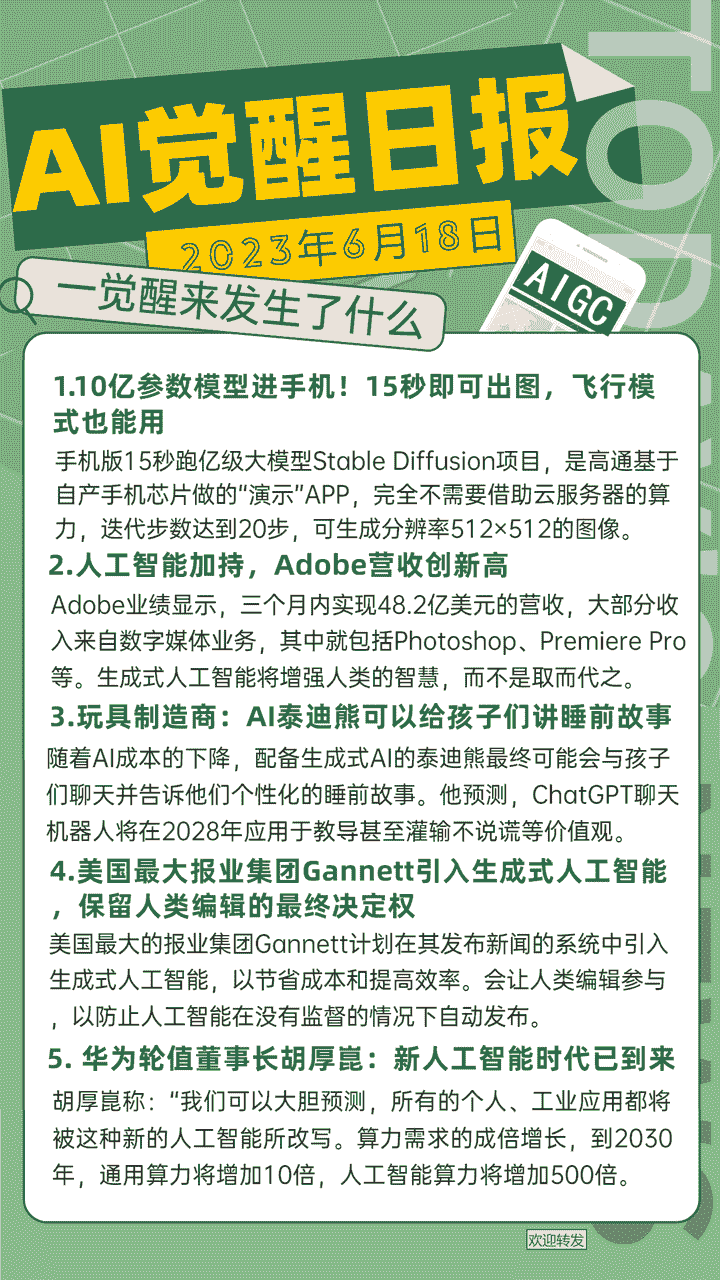 AI觉醒日报
2023年6月18日
一觉醒来发生了什么
AIGC
1.10亿参数模型进手机！15秒即可出图，飞行模
式也能用
手机版15秒跑亿级大模型Stable Diffusion项目，是高通基于
自产手机芯片做的“演示”APP，完全不需要借助云服务器的算
力，迭代步数达到20步，可生成分辨率512×512的图像。
2.人工智能加持，Adobe营收创新高
Adobe业绩显示，三个月内实现48.2亿美元的营收，大部分收
入来自数字媒体业务，其中就包括Photoshop、Premiere Pro
等。生成式人工智能将增强人类的智慧，而不是取而代之。
3.玩具制造商：AI泰迪熊可以给孩子们讲睡前故事
随着AI成本的下降，配备生成式AI的泰迪熊最终可能会与孩子
们聊天并告诉他们个性化的睡前故事。他预测，ChatGPT聊天
机器人将在2028年应用于教导甚至灌输不说谎等价值观。
4.美国最大报业集团Gannett引入生成式人工智能
，保留人类编辑的最终决定权
美国最大的报业集团Gannett计划在其发布新闻的系统中引入
生成式人工智能，以节省成本和提高效率。会让人类编辑参与
，以防止人工智能在没有监督的情况下自动发布。
5. 华为轮值董事长胡厚崑：新人工智能时代已到来
胡厚崑称：“我们可以大胆预测，所有的个人、工业应用都将
被这种新的人工智能所改写。算力需求的成倍增长，到2030
年，通用算力将增加10倍，人工智能算力将增加500倍。
欢迎转发